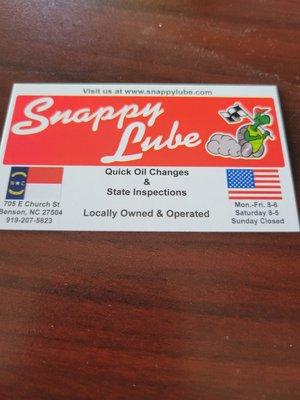 Visit us at www.snappylube.com
Snappy
Lube
Quick Oil Changes
&
State Inspections
Locally Owned & Operated
N C
705 E Church St
Benson, NC 27504
919-207-5823
Mon.-Fri. 8-6
Saturday 8-5
Sunday Closed